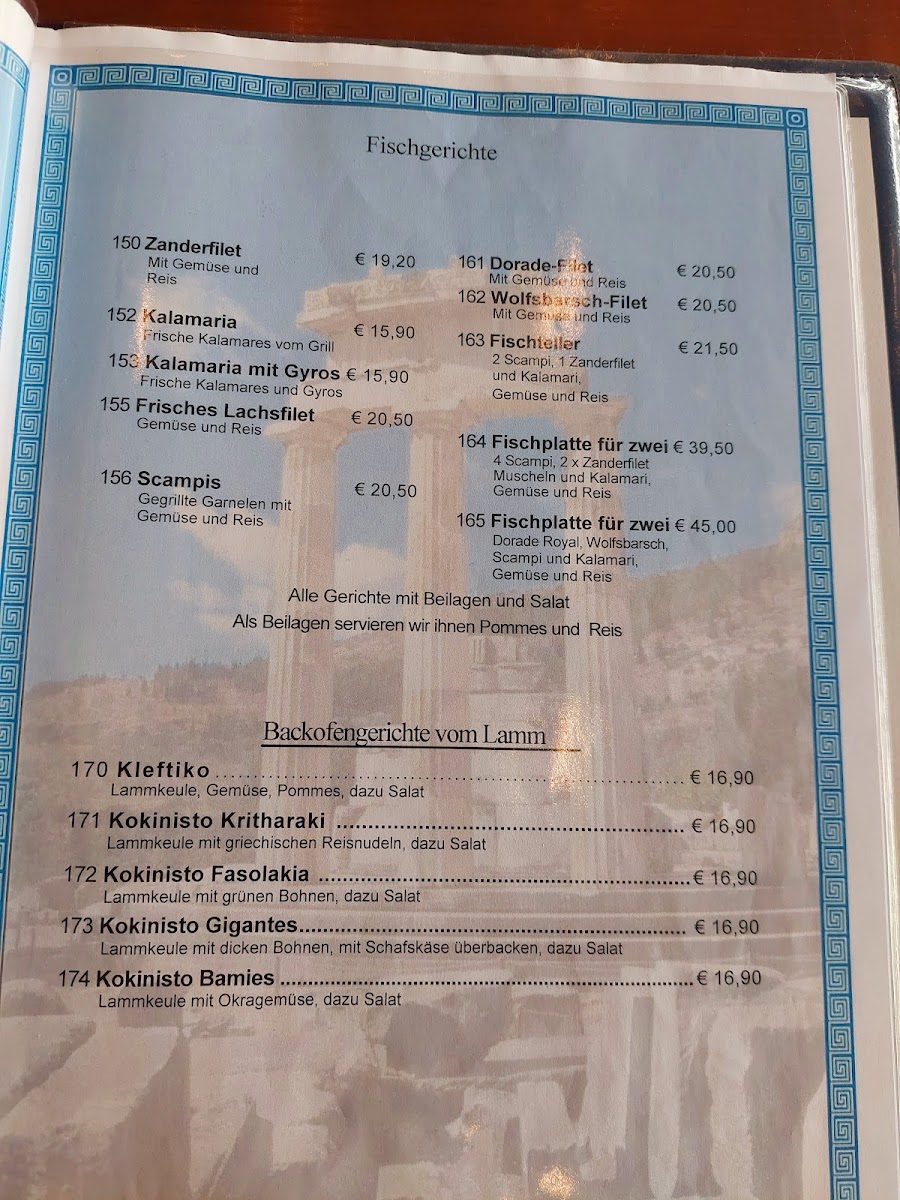 Fischgerichte
150 Zanderfilet € 19,20
Mit Gemüse und
Reis
152 Kalamaria € 15,90
Frische Kalamares vom Grill
153 Kalamaria mit Gyros € 15,90
Frische Kalamares und Gyros
155 Frisches Lachsfilet € 20,50
Gemüse und Reis
156 Scampis € 20,50
Gegrillte Garnelen mit
Gemüse und Reis
161 Dorade-Filet € 20,50
Mit Gemüse und Reis
162 Wolfsbarsch-Filet € 20,50
Mit Gemüse und Reis
163 Fischteller € 21,50
2 Scampi, 1 Zanderfilet
und Kalamari,
Gemüse und Reis
164 Fischplatte für zwei € 39,50
4 Scampi, 2 x Zanderfilet
Muscheln und Kalamari,
Gemüse und Reis
165 Fischplatte für zwei € 45,00
Dorade Royal, Wolfsbarsch,
Scampi und Kalamari,
Gemüse und Reis
Alle Gerichte mit Beilagen und Salat
Als Beilagen servieren wir ihnen Pommes und Reis
Backofengerichte vom Lamm
170 Kleftiko ........................................................ € 16,90
Lammkeule, Gemüse, Pommes, dazu Salat
171 Kokinisto Kritharaki ........................................................ € 16,90
Lammkeule mit griechischen Reisnudeln, dazu Salat
172 Kokinisto Fasolakia ........................................................ € 16,90
Lammkeule mit grünen Bohnen, dazu Salat
173 Kokinisto Gigantes........................................................ € 16,90
Lammkeule mit dicken Bohnen, mit Schafskäse überbacken, dazu Salat
174 Kokinisto Bamies ........................................................ € 16,90
Lammkeule mit Okragemüse, dazu Salat